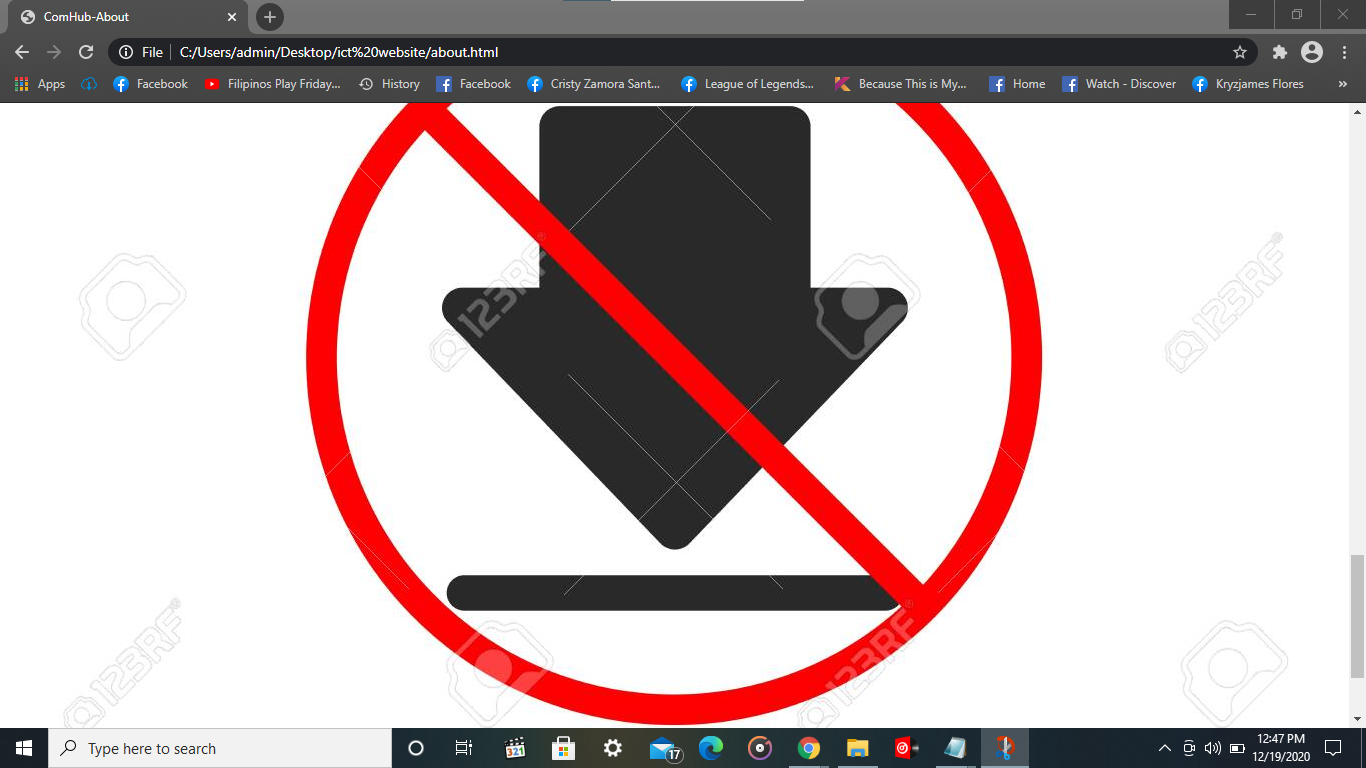 ComHub-About
File C:/Users/admin/Desktop/ict%20website/about.html
Apps Facebook Filipinos Play Friday... History Facebook Cristy Zamora Sant... League of Legends... Because This is My... Home Watch - Discover Kryzjames Flores »
123RF®
123RF®
123RF
123RF®
Type here to search
321
17
12:47 PM
12/19/2020